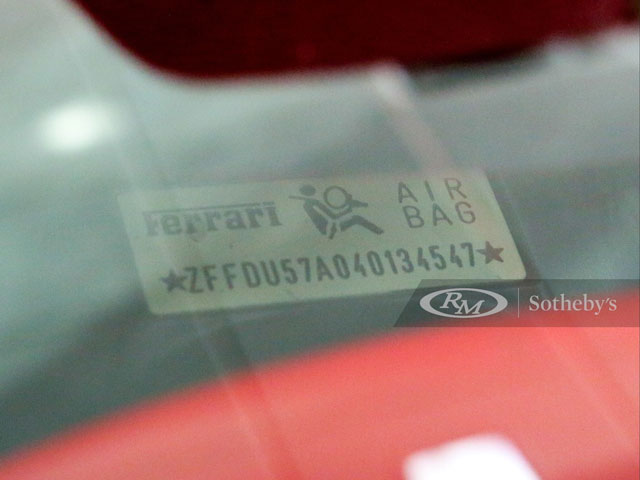 Ferrari AIR BAG
★ZFFDU57A040134547★
RM Sotheby's